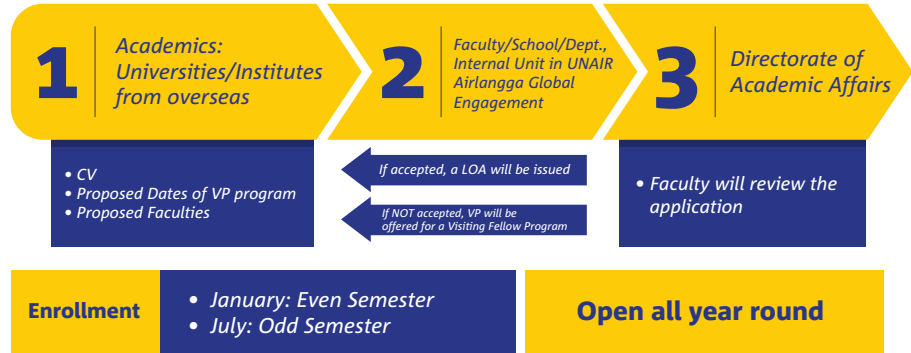 1
Academics:
Universities/Institutes
from overseas
2
Faculty/School/Dept.,
Internal Unit in UNAIR
Airlangga Global
Engagement
3
Directorate of
Academic Affairs
• CV
• Proposed Dates of VP program
• Proposed Faculties
If accepted, a LOA will be issued
If NOT accepted, VP will be
offered for a Visiting Fellow Program
• Faculty will review the
application
Enrollment
• January: Even Semester
• July: Odd Semester
Open all year round